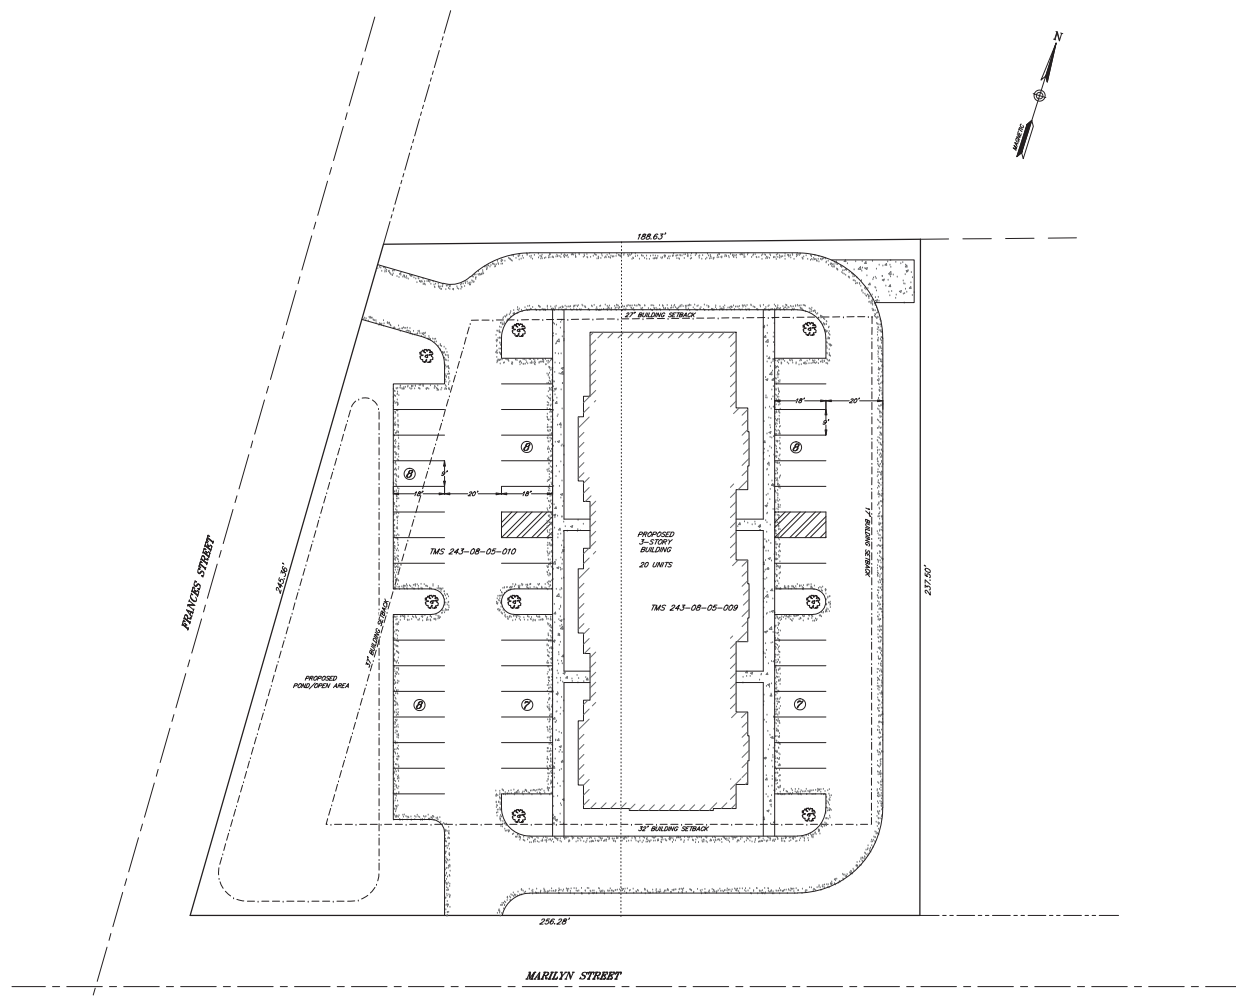 N
MAGNETIC
188.63'
27' BUILDING SETBACK
18'
20'
9'
8
8
8
9'
18'
20'
18'
PROPOSED
3-STORY
BUILDING
20 UNITS
17' BUILDING SETBACK
TMS 243-08-05-010
FRANCES STREET
245.36'
237.50'
TMS 243-08-05-009
37' BUILDING SETBACK
PROPOSED
POND/OPEN AREA
8
7
7
32' BUILDING SETBACK
256.28'
MARILYN STREET